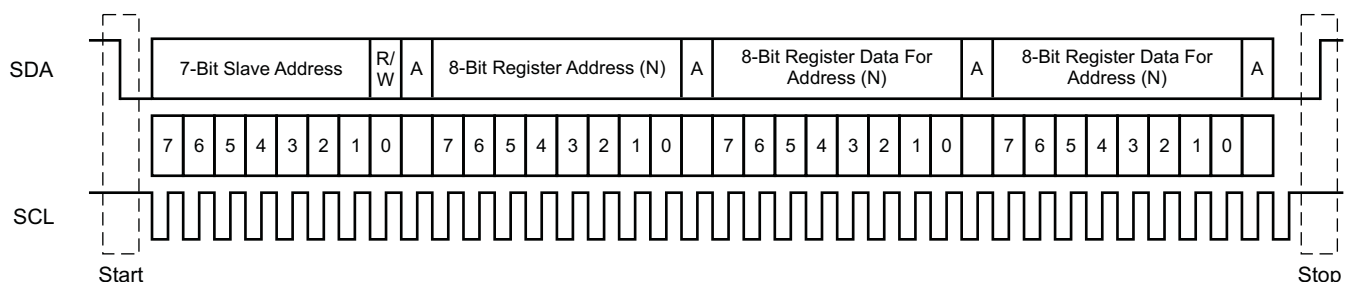 SDA
7-Bit Slave Address
R/
W
A
8-Bit Register Address (N)
A
8-Bit Register Data For
Address (N)
A
8-Bit Register Data For
Address (N)
A
7 6 5 4 3 2 1 0 7 6 5 4 3 2 1 0 7 6 5 4 3 2 1 0 7 6 5 4 3 2 1 0
SCL
Start
Stop